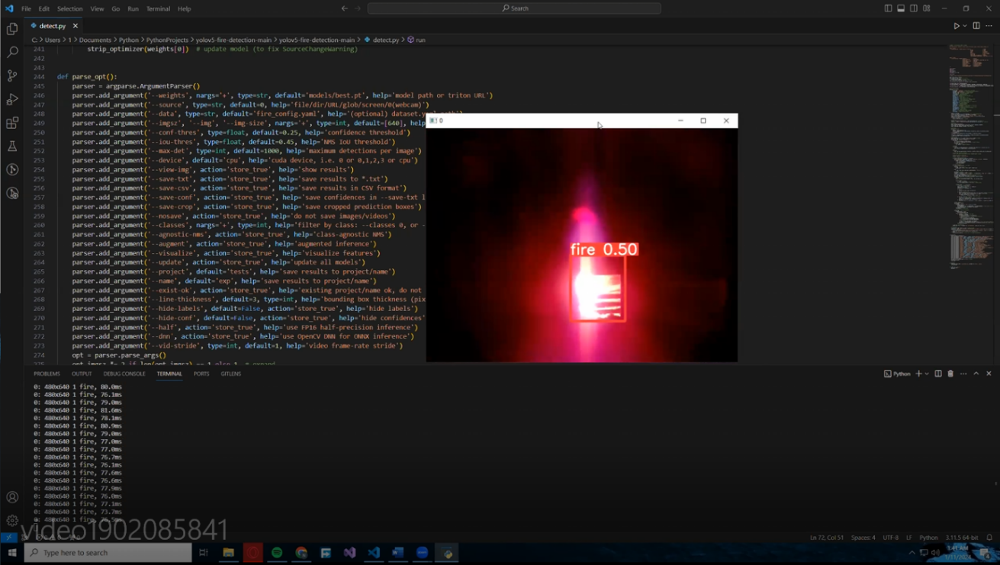 File Edit Selection View Go Run Terminal Help
Search
detect.py
C: > Users > 1 > Documents > Python > PythonProjects > yolov5-fire-detection-main > yolov5-fire-detection-main > detect.py > run
241 strip_optimizer(weights[0]) # update model (to fix SourceChangeWarning)
242
243
244 def parse_opt():
245 parser = argparse.ArgumentParser()
246 parser.add_argument('--weights', nargs='+', type=str, default='models/best.pt', help='model path or triton URL')
247 parser.add_argument('--source', type=str, default=0, help='file/dir/URL/glob/screen/0(webcam)')
248 parser.add_argument('--data', type=str, default='fire_config.yaml', help='(optional) dataset.yaml path')
249 parser.add_argument('--imgsz', '--img', '--img-size', nargs='+', type=int, default=[640], help
250 parser.add_argument('--conf-thres', type=float, default=0.25, help='confidence threshold')
251 parser.add_argument('--iou-thres', type=float, default=0.45, help='NMS IoU threshold')
252 parser.add_argument('--max-det', type=int, default=1000, help='maximum detections per image')
253 parser.add_argument('--device', default='cpu', help='cuda device, i.e. 0 or 0,1,2,3 or cpu')
254 parser.add_argument('--view-img', action='store_true', help='show results')
255 parser.add_argument('--save-txt', action='store_true', help='save results to *.txt')
256 parser.add_argument('--save-csv', action='store_true', help='save results in CSV format')
257 parser.add_argument('--save-conf', action='store_true', help='save confidences in --save-txt l
258 parser.add_argument('--save-crop', action='store_true', help='save cropped prediction boxes')
259 parser.add_argument('--nosave', action='store_true', help='do not save images/videos')
260 parser.add_argument('--classes', nargs='+', type=int, help='filter by class: --classes 0, or -
261 parser.add_argument('--agnostic-nms', action='store_true', help='class-agnostic NMS')
262 parser.add_argument('--augment', action='store_true', help='augmented inference')
263 parser.add_argument('--visualize', action='store_true', help='visualize features')
264 parser.add_argument('--update', action='store_true', help='update all models')
265 parser.add_argument('--project', default='tests', help='save results to project/name')
266 parser.add_argument('--name', default='exp', help='save results to project/name')
267 parser.add_argument('--exist-ok', action='store_true', help='existing project/name ok, do not
268 parser.add_argument('--line-thickness', default=3, type=int, help='bounding box thickness (pix
269 parser.add_argument('--hide-labels', default=False, action='store_true', help='hide labels')
270 parser.add_argument('--hide-conf', default=False, action='store_true', help='hide confidences'
271 parser.add_argument('--half', action='store_true', help='use FP16 half-precision inference')
272 parser.add_argument('--dnn', action='store_true', help='use OpenCV DNN for ONNX inference')
273 parser.add_argument('--vid-stride', type=int, default=1, help='video frame-rate stride')
274 opt = parser.parse_args()
0
fire 0.50
PROBLEMS OUTPUT DEBUG CONSOLE TERMINAL PORTS GITLENS
Python
0: 480x640 1 fire, 80.0ms
0: 480x640 1 fire, 76.1ms
0: 480x640 1 fire, 79.0ms
0: 480x640 1 fire, 81.6ms
0: 480x640 1 fire, 78.1ms
0: 480x640 1 fire, 80.9ms
0: 480x640 1 fire, 79.0ms
0: 480x640 1 fire, 77.0ms
0: 480x640 1 fire, 76.7ms
0: 480x640 1 fire, 76.1ms
0: 480x640 1 fire, 77.6ms
0: 480x640 1 fire, 76.6ms
0: 480x640 1 fire, 77.9ms
0: 480x640 1 fire, 76.0ms
0: 480x640 1 fire, 77.1ms
0: 480x640 1 fire, 73.7ms
0: 480x640 1 fire,
video1902085841
Ln 72, Col 51 Spaces: 4 UTF-8 LF Python 3.11.5 64-bit
Type here to search